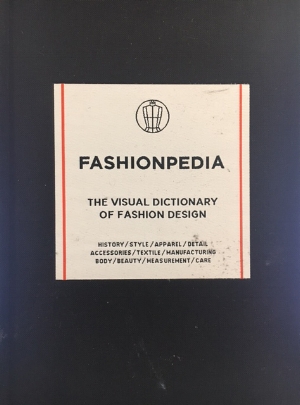 FASHIONPEDIA
THE VISUAL DICTIONARY
OF FASHION DESIGN
HISTORY/STYLE/APPAREL/DETAIL
ACCESSORIES/TEXTILE/MANUFACTURING
BODY/BEAUTY/MEASUREMENT/CARE